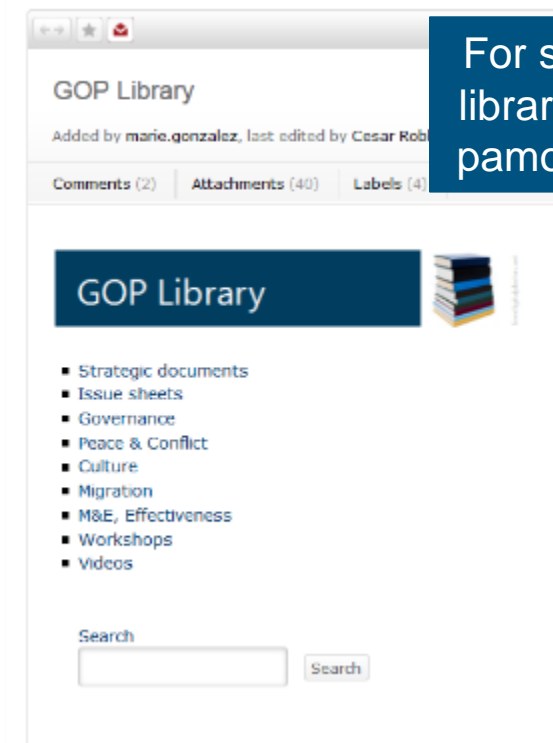 GOP Library
For s
librar
pamo
Added by marie.gonzalez, last edited by Cesar Robl
Comments (2) Attachments (40) Labels (4)
GOP Library
Strategic documents
Issue sheets
Governance
Peace & Conflict
Culture
Migration
M&E, Effectiveness
Workshops
Videos
Search
Search